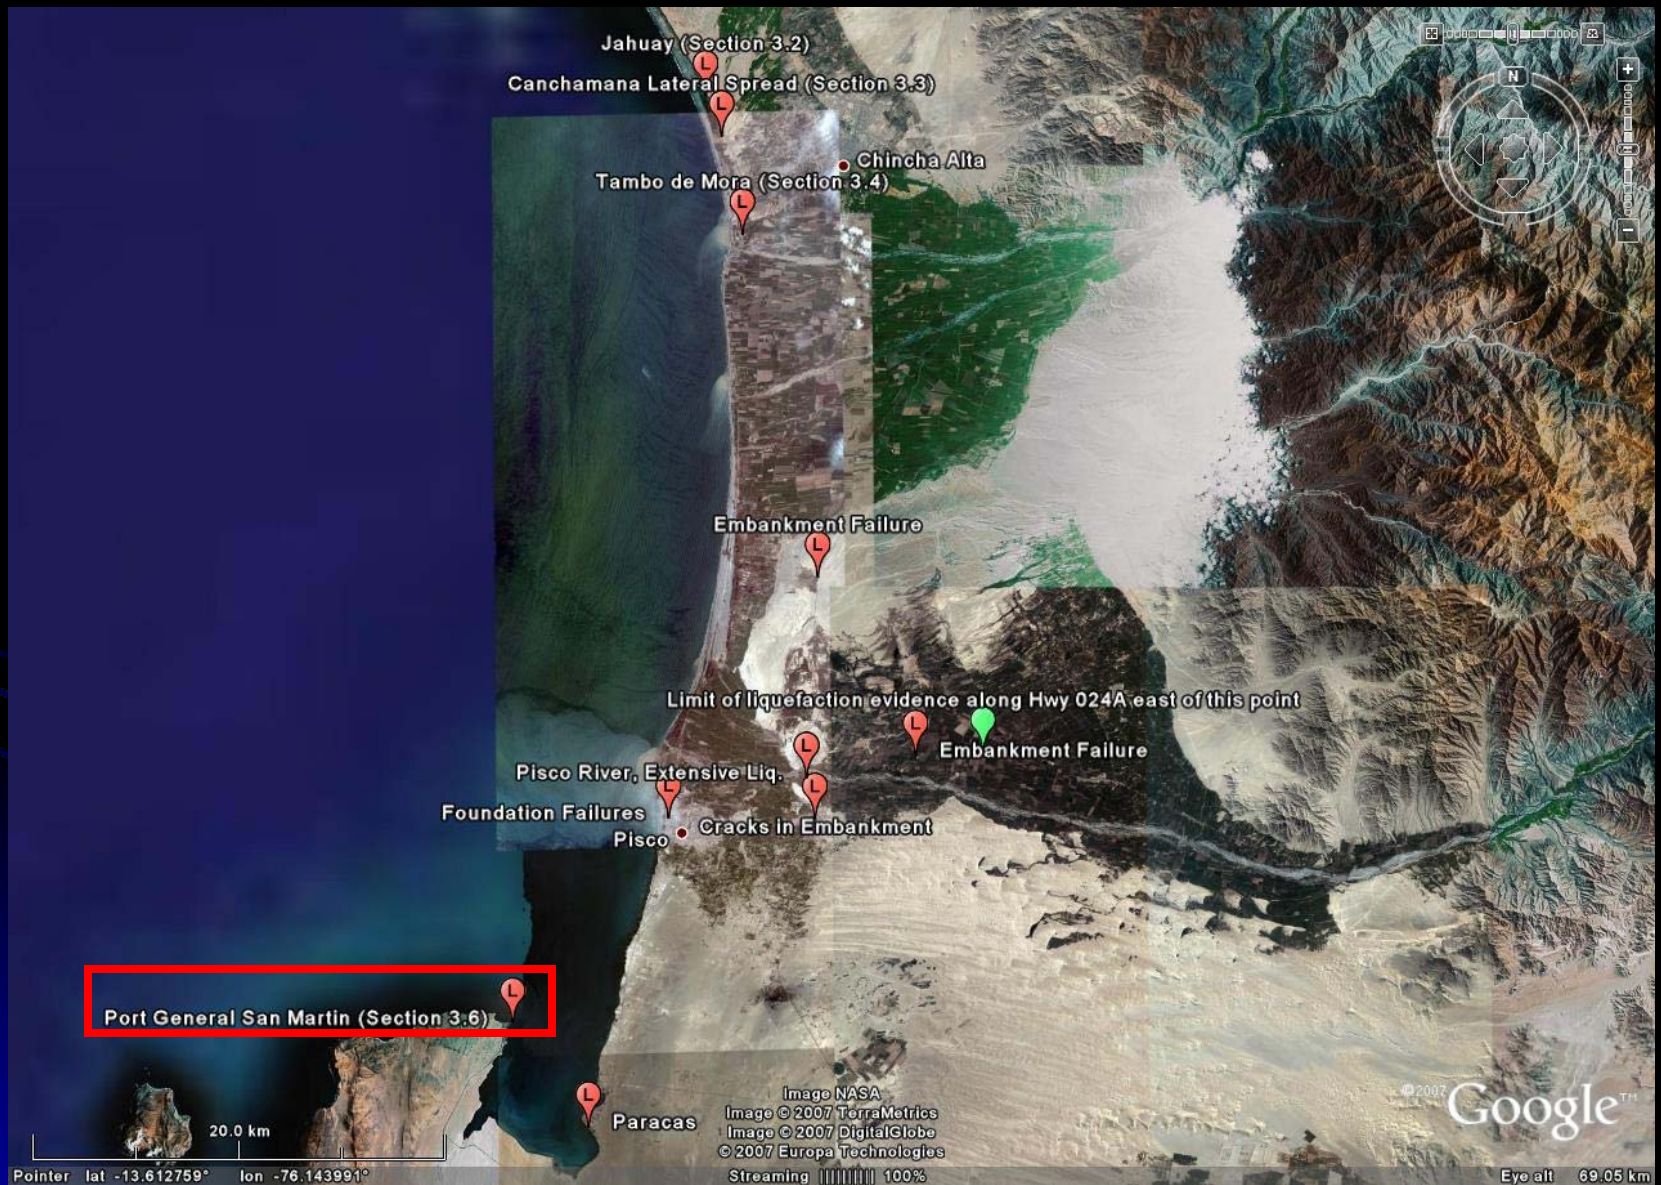 Jahuay (Section 3.2)
L
Canchamana Lateral Spread (Section 3.3)
L
N
Chincha Alta
Tambo de Mora (Section 3.4)
L
Embankment Failure
L
Limit of liquefaction evidence along Hwy 024A east of this point
L
Embankment Failure
L
Pisco River, Extensive Liq.
L
L
Foundation Failures
Cracks in Embankment
Pisco
L
Port General San Martin (Section 3.6)
L
Paracas
20.0 km
Image NASA
Image © 2007 TerraMetrics
Image © 2007 DigitalGlobe
© 2007 Europa Technologies
©2007 Google™
Pointer lat -13.612759° lon -76.143991° Streaming |||||||||| 100% Eye alt 69.05 km